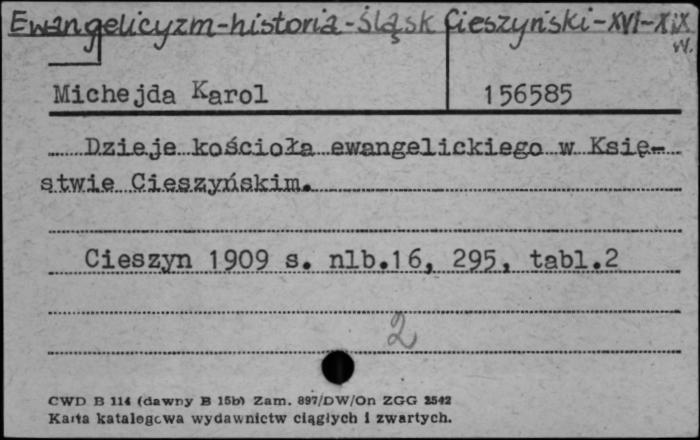 Ewangelicyzm-historia-Śląsk Cieszyński-XVI-XIX
w.
Michejda Karol 156585
Dzieje kościoła ewangelickiego w Księ-
stwie Cieszyńskim.
Cieszyn 1909 s. nlb.16, 295, tabl.2
2
CWD B 114 (dawny B 15b) Zam. 897/DW/On ZGG 2542
Karta katalogowa wydawnictw ciągłych i zwartych.